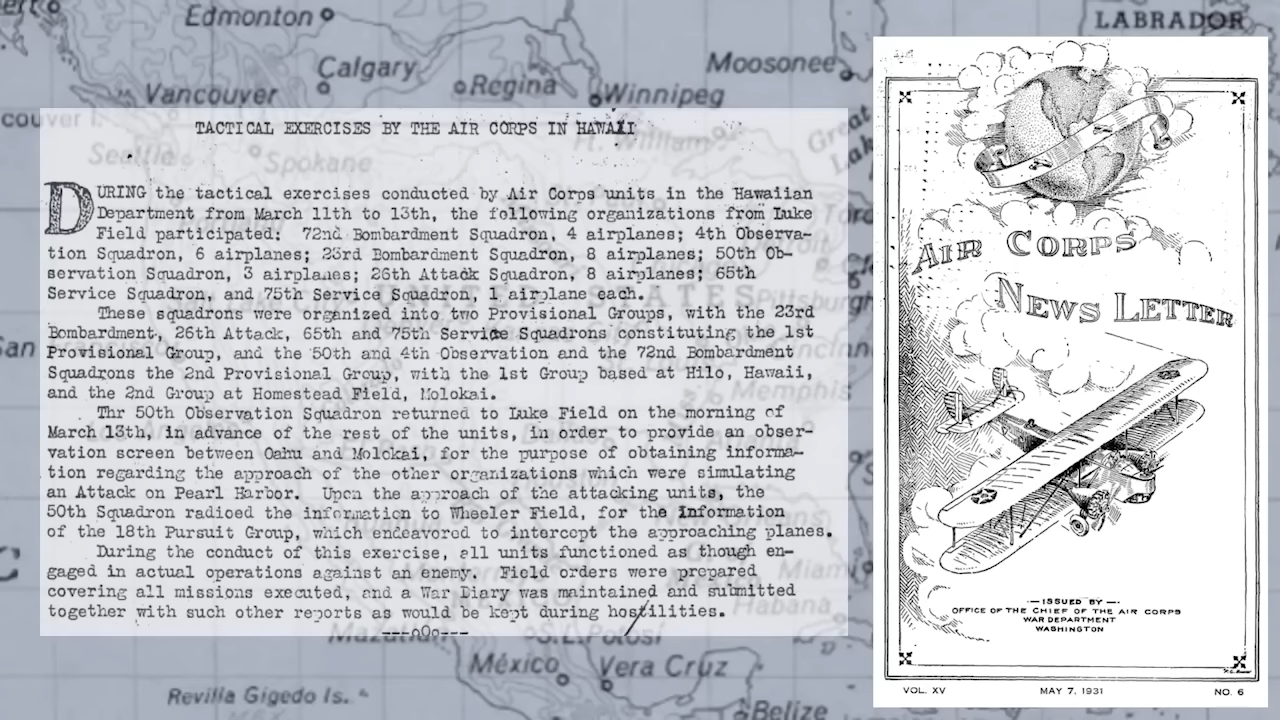 Edmonton
LABRADOR
Calgary
Moosonee
Regina
Winnipeg
Seattle
Spokane
Ft. William
TACTICAL EXERCISES BY THE AIR CORPS IN HAWAII
DURING the tactical exercises conducted by Air Corps units in the Hawaiian
Department from March 11th to 13th, the following organizations from Luke
Field participated: 72nd Bombardment Squadron, 4 airplanes; 4th Observa-
tion Squadron, 6 airplanes; 23rd Bombardment Squadron, 8 airplanes; 50th Ob-
servation Squadron, 3 airplanes; 26th Attack Squadron, 8 airplanes; 65th
Service Squadron, and 75th Service Squadron, 1 airplane each.
These squadrons were organized into two Provisional Groups, with the 23rd
Bombardment, 26th Attack, 65th and 75th Service Squadrons constituting the 1st
Provisional Group, and the 50th and 4th Observation and the 72nd Bombardment
Squadrons the 2nd Provisional Group, with the 1st Group based at Hilo, Hawaii,
and the 2nd Group at Homestead Field, Molokai.
Thr 50th Observation Squadron returned to Luke Field on the morning of
March 13th, in advance of the rest of the units, in order to provide an obser-
vation screen between Oahu and Molokai, for the purpose of obtaining informa-
tion regarding the approach of the other organizations which were simulating
an Attack on Pearl Harbor. Upon the approach of the attacking units, the
50th Squadron radioed the information to Wheeler Field, for the Information
of the 18th Pursuit Group, which endeavored to intercept the approaching planes.
During the conduct of this exercise, all units functioned as though en-
gaged in actual operations against an enemy. Field orders were prepared
covering all missions executed, and a War Diary was maintained and submitted
together with such other reports as would be kept during hostilities.
---oOo---
AIR CORPS
NEWS LETTER
—ISSUED BY—
OFFICE OF THE CHIEF OF THE AIR CORPS
WAR DEPARTMENT
WASHINGTON
VOL. XV MAY 7, 1931 NO. 6
Memphis
Miami
Habana
México
Vera Cruz
Revilla Gigedo Is.
Belize